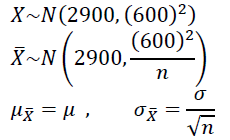 X~N(2900, (600)²)
X̄~N(2900, (600)²/n)
μ_X̄ = μ , σ_X̄ = σ/√n